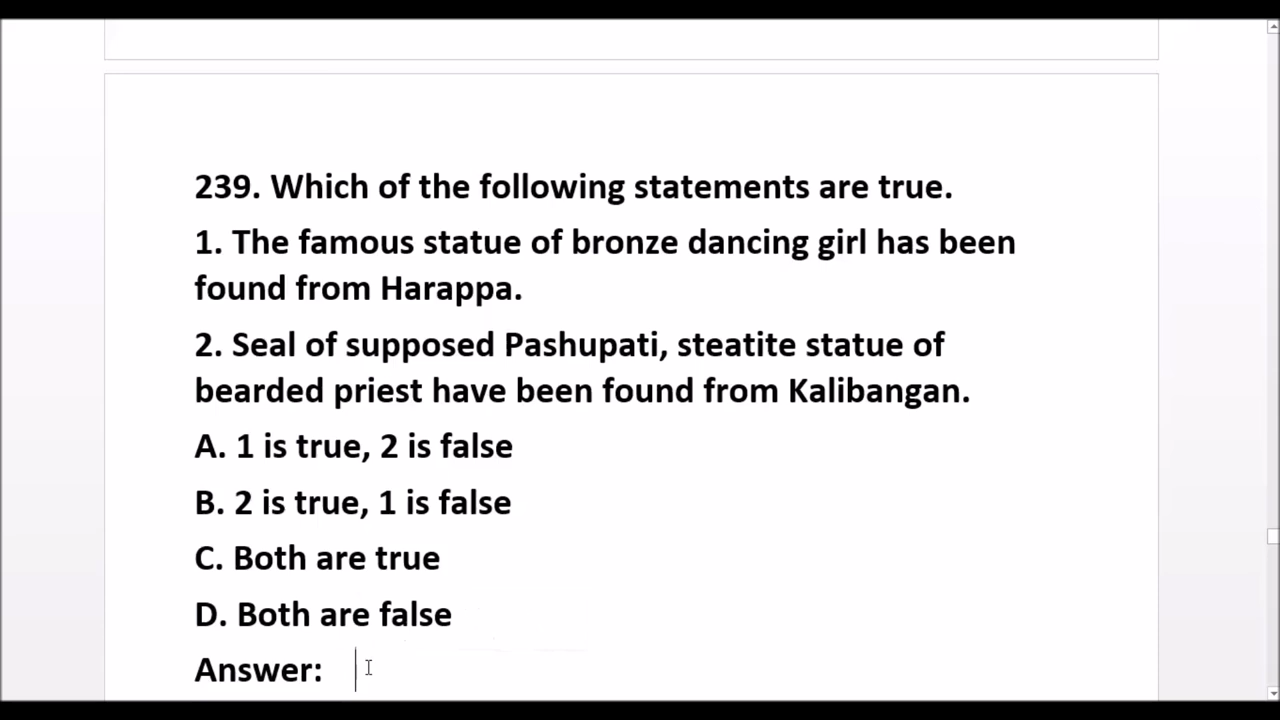 239. Which of the following statements are true.
1. The famous statue of bronze dancing girl has been
found from Harappa.
2. Seal of supposed Pashupati, steatite statue of
bearded priest have been found from Kalibangan.
A. 1 is true, 2 is false
B. 2 is true, 1 is false
C. Both are true
D. Both are false
Answer: